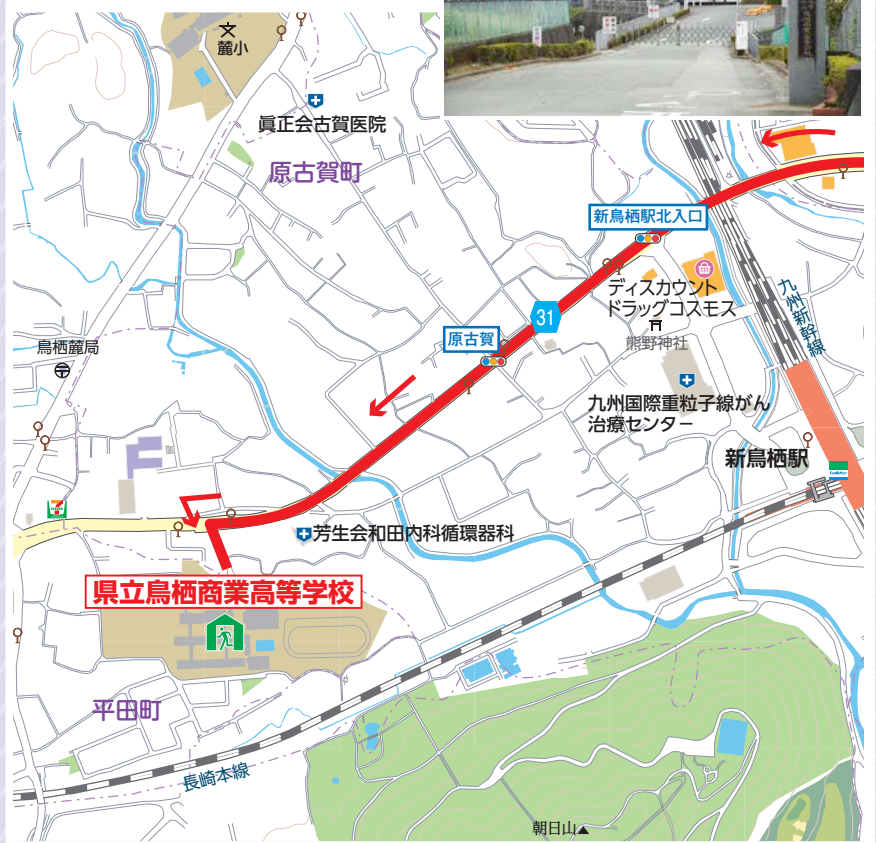 文
麓小
眞正会古賀医院
原古賀町
新鳥栖駅北入口
ディスカウント
ドラッグコスモス
九州新幹線
31
原古賀
熊野神社
鳥栖麓局
九州国際重粒子線がん
治療センター
新鳥栖駅
FamilyMart
7
芳生会和田内科循環器科
県立鳥栖商業高等学校
平田町
長崎本線
朝日山▲